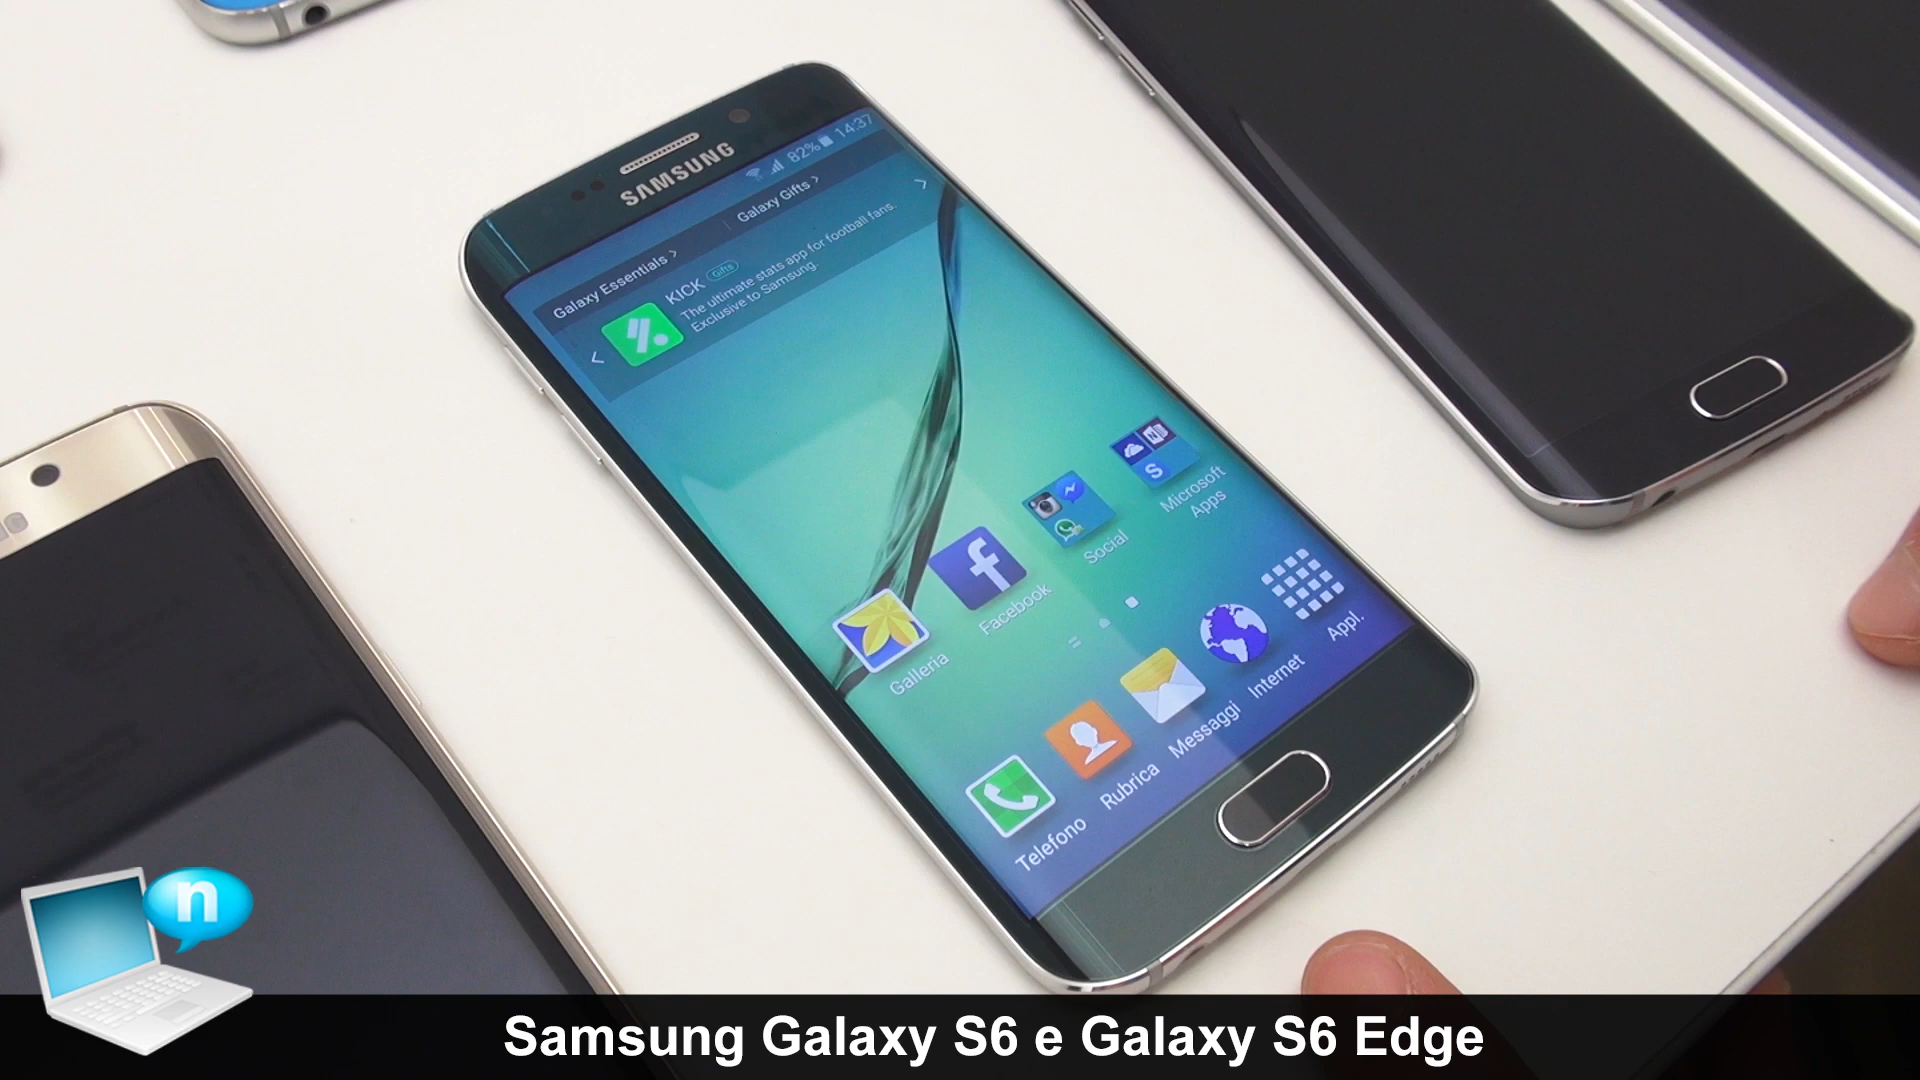 SAMSUNG
82% 14:37
Galaxy Essentials >
Galaxy Gifts >
KICK Gifts
The ultimate stats app for football fans.
Exclusive to Samsung.
Galleria
Facebook
Social
Microsoft
Apps
Telefono
Rubrica
Messaggi
Internet
Appl.
n
Samsung Galaxy S6 e Galaxy S6 Edge